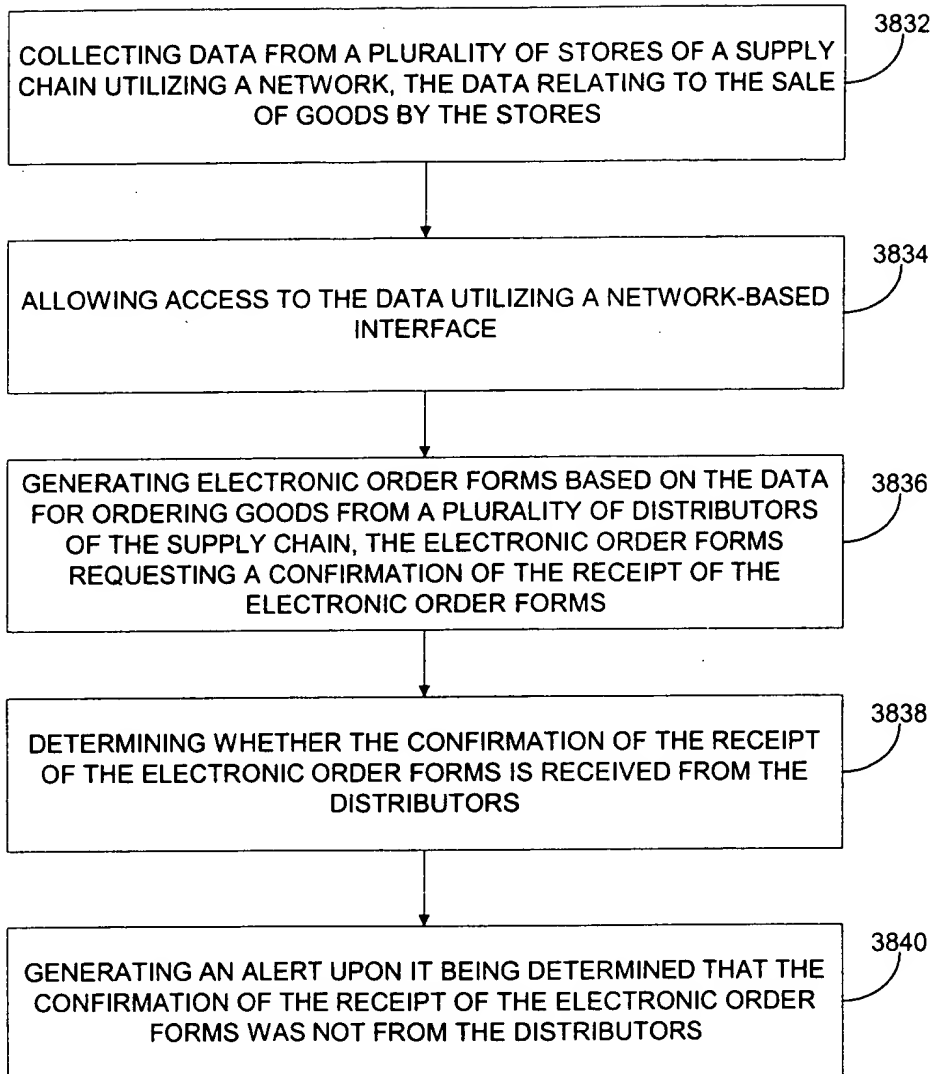 COLLECTING DATA FROM A PLURALITY OF STORES OF A SUPPLY
CHAIN UTILIZING A NETWORK, THE DATA RELATING TO THE SALE
OF GOODS BY THE STORES
3832
ALLOWING ACCESS TO THE DATA UTILIZING A NETWORK-BASED
INTERFACE
3834
GENERATING ELECTRONIC ORDER FORMS BASED ON THE DATA
FOR ORDERING GOODS FROM A PLURALITY OF DISTRIBUTORS
OF THE SUPPLY CHAIN, THE ELECTRONIC ORDER FORMS
REQUESTING A CONFIRMATION OF THE RECEIPT OF THE
ELECTRONIC ORDER FORMS
3836
DETERMINING WHETHER THE CONFIRMATION OF THE RECEIPT
OF THE ELECTRONIC ORDER FORMS IS RECEIVED FROM THE
DISTRIBUTORS
3838
GENERATING AN ALERT UPON IT BEING DETERMINED THAT THE
CONFIRMATION OF THE RECEIPT OF THE ELECTRONIC ORDER
FORMS WAS NOT FROM THE DISTRIBUTORS
3840